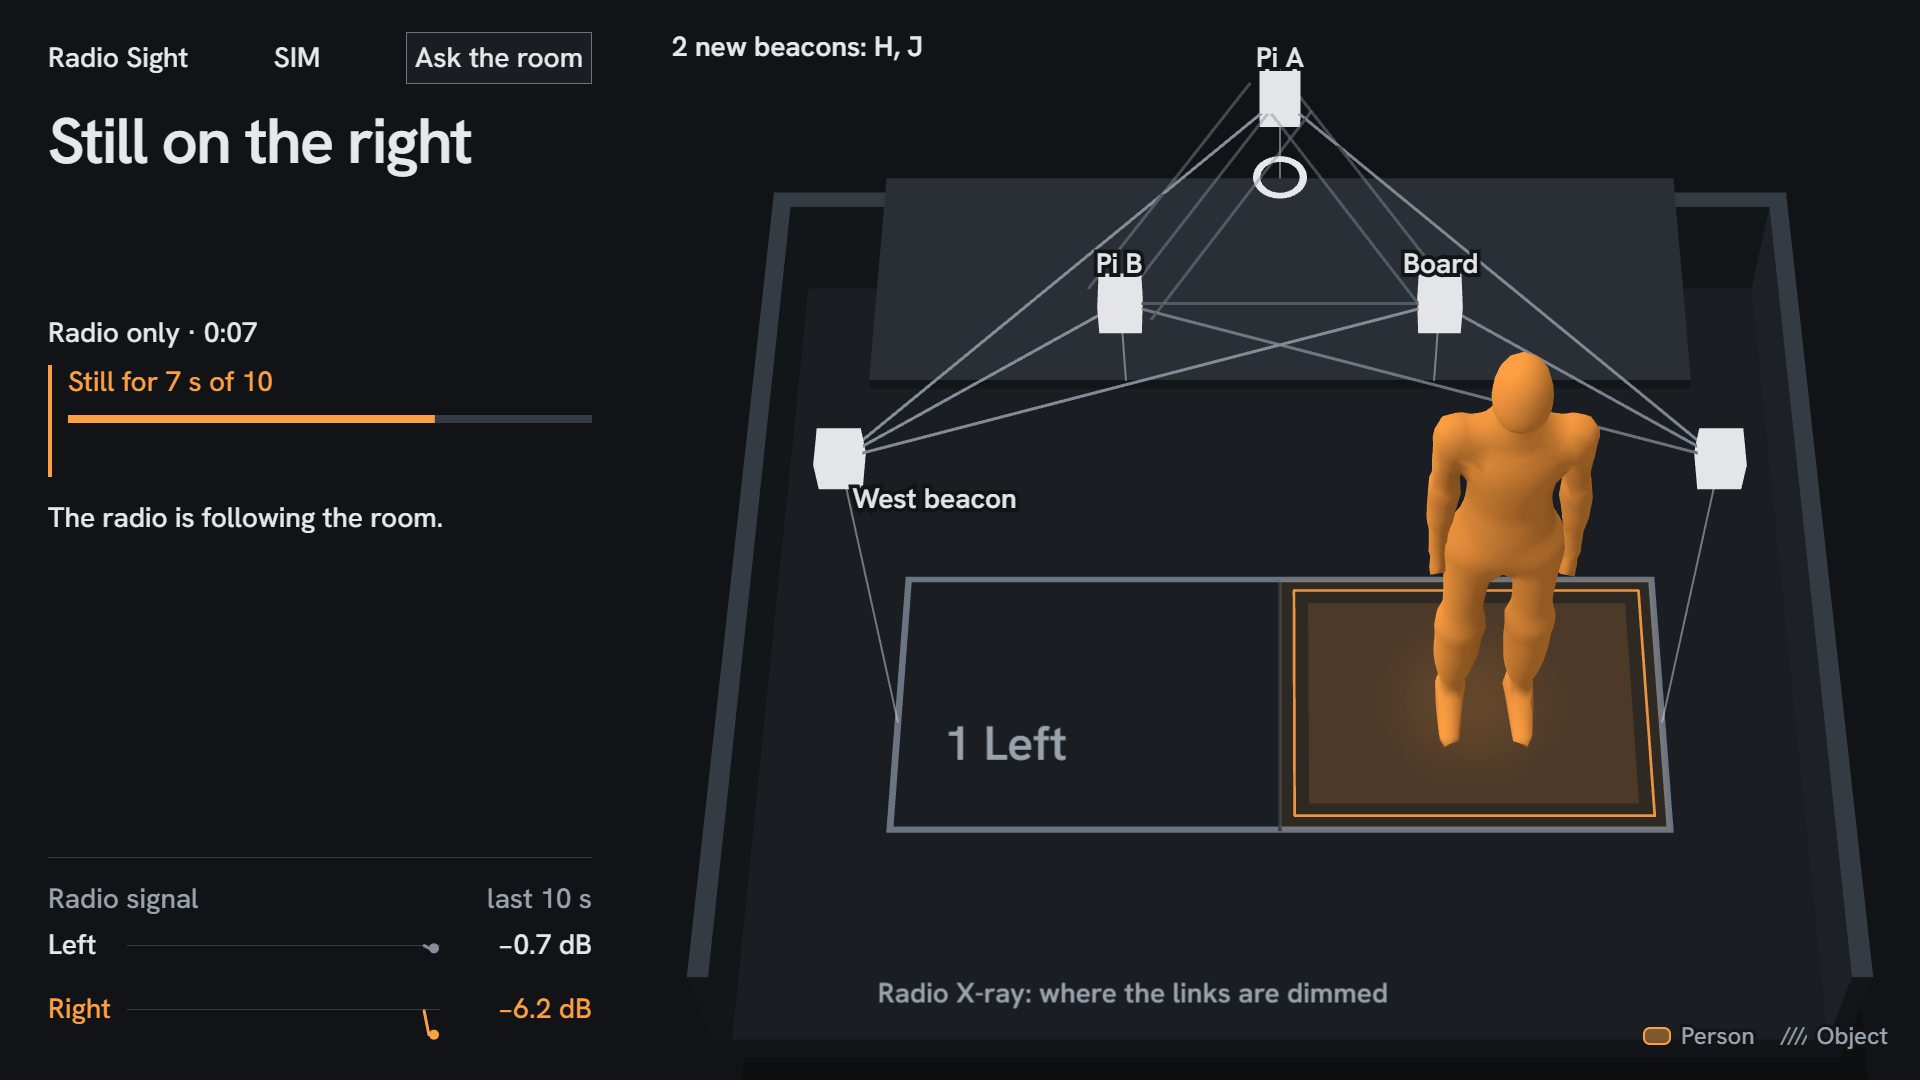 Radio Sight
SIM
Ask the room
Still on the right
Radio only · 0:07
Still for 7 s of 10
The radio is following the room.
Radio signal
last 10 s
Left
−0.7 dB
Right
−6.2 dB
2 new beacons: H, J
Pi A
Pi B
Board
West beacon
1 Left
Radio X-ray: where the links are dimmed
Person
Object